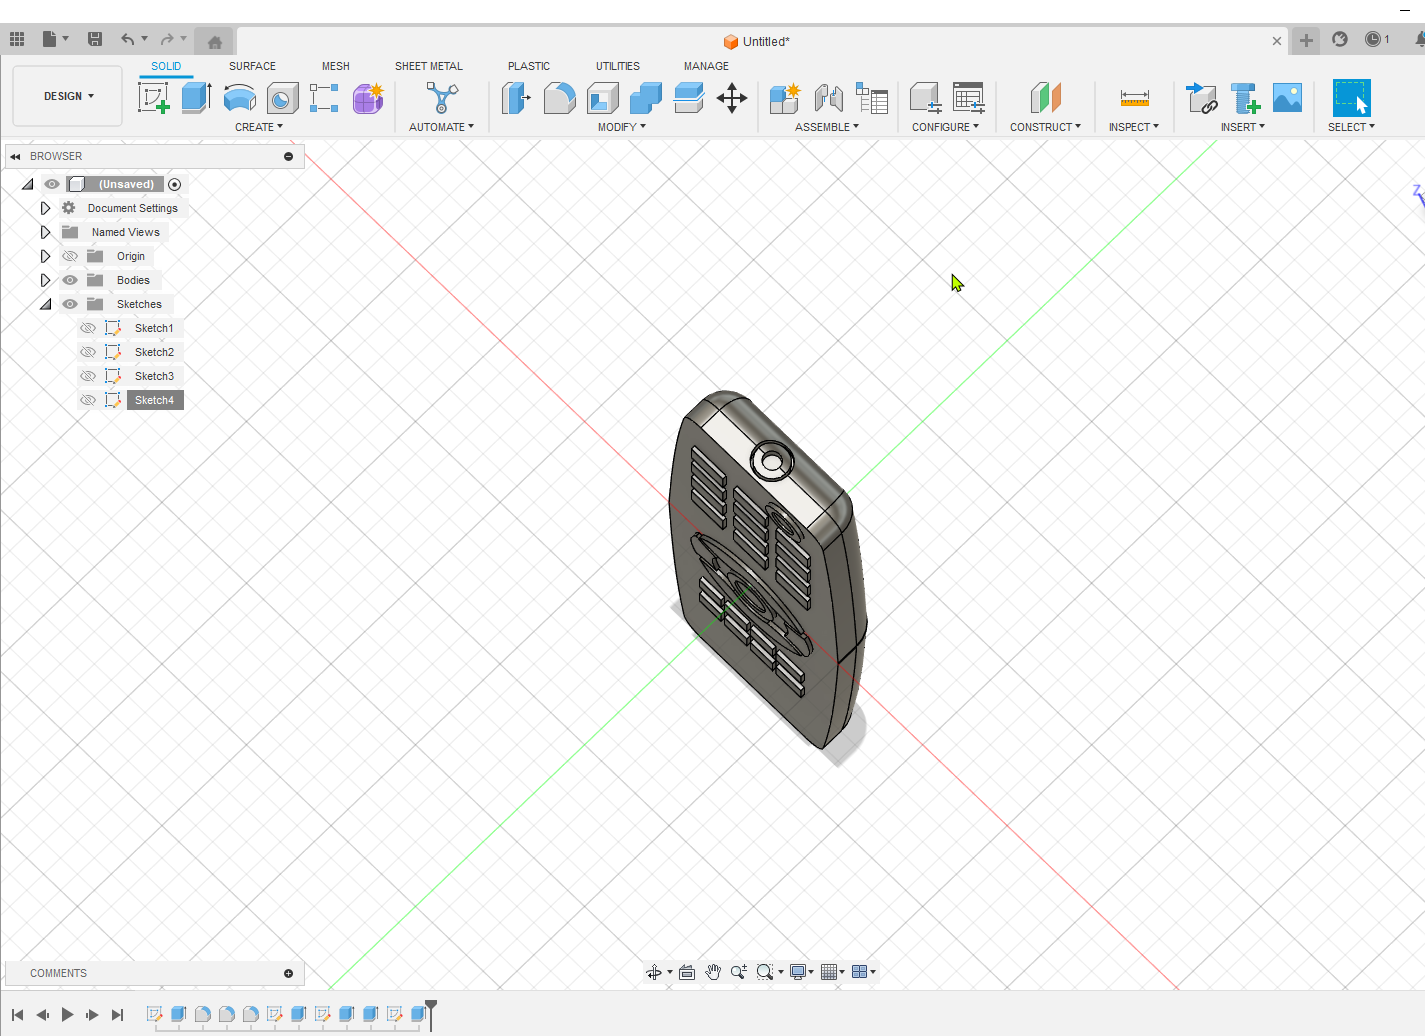 Untitled*
1
DESIGN
SOLID
SURFACE
MESH
SHEET METAL
PLASTIC
UTILITIES
MANAGE
CREATE
AUTOMATE
MODIFY
ASSEMBLE
CONFIGURE
CONSTRUCT
INSPECT
INSERT
SELECT
BROWSER
(Unsaved)
Document Settings
Named Views
Origin
Bodies
Sketches
Sketch1
Sketch2
Sketch3
Sketch4
Z
COMMENTS